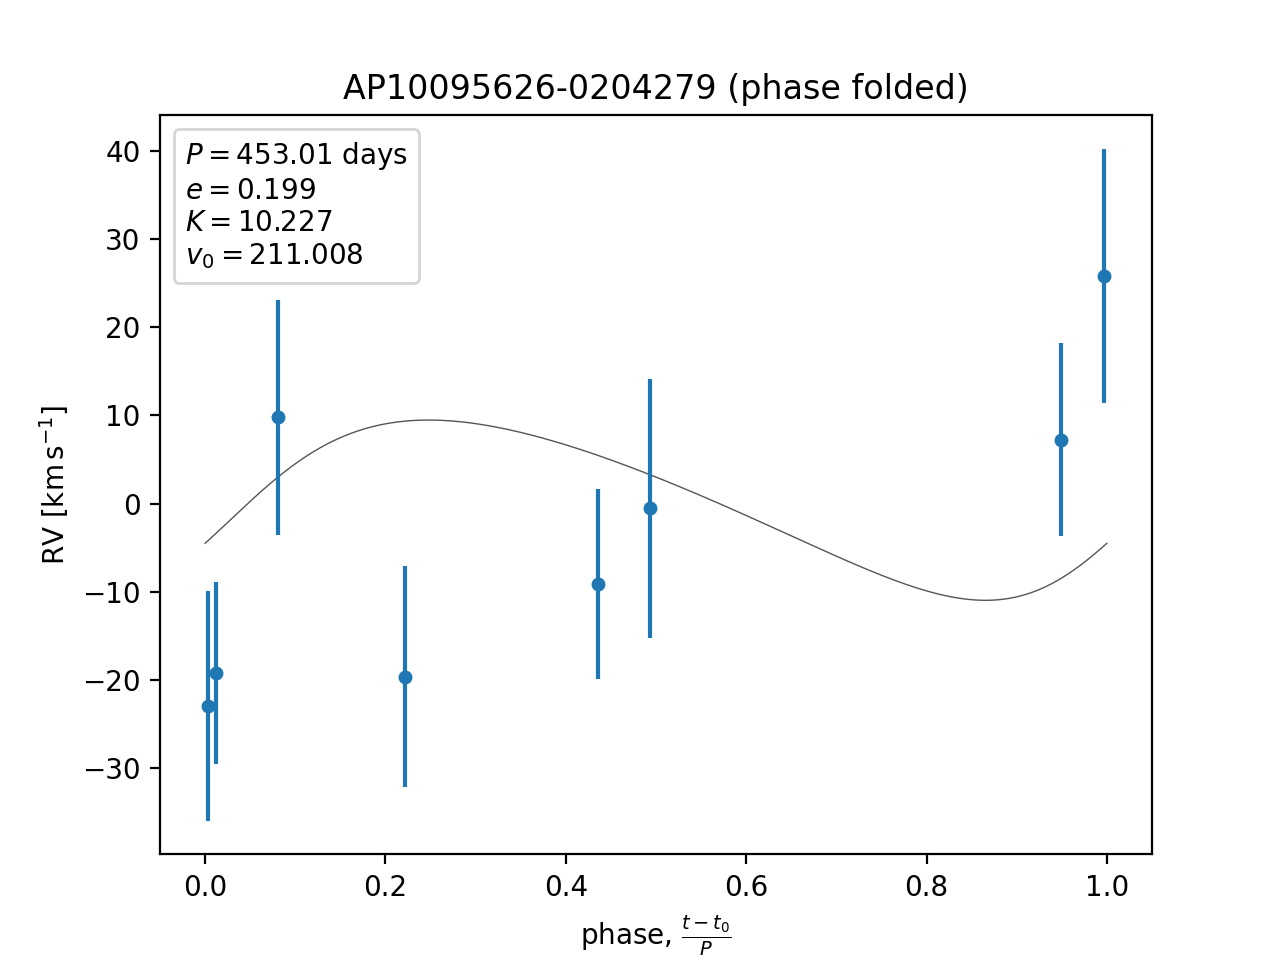 AP10095626-0204279 (phase folded)
P = 453.01 days
e = 0.199
K = 10.227
v₀ = 211.008
40
30
20
10
0
−10
−20
−30
RV [km s⁻¹]
0.0 0.2 0.4 0.6 0.8 1.0
phase, (t − t₀)/P